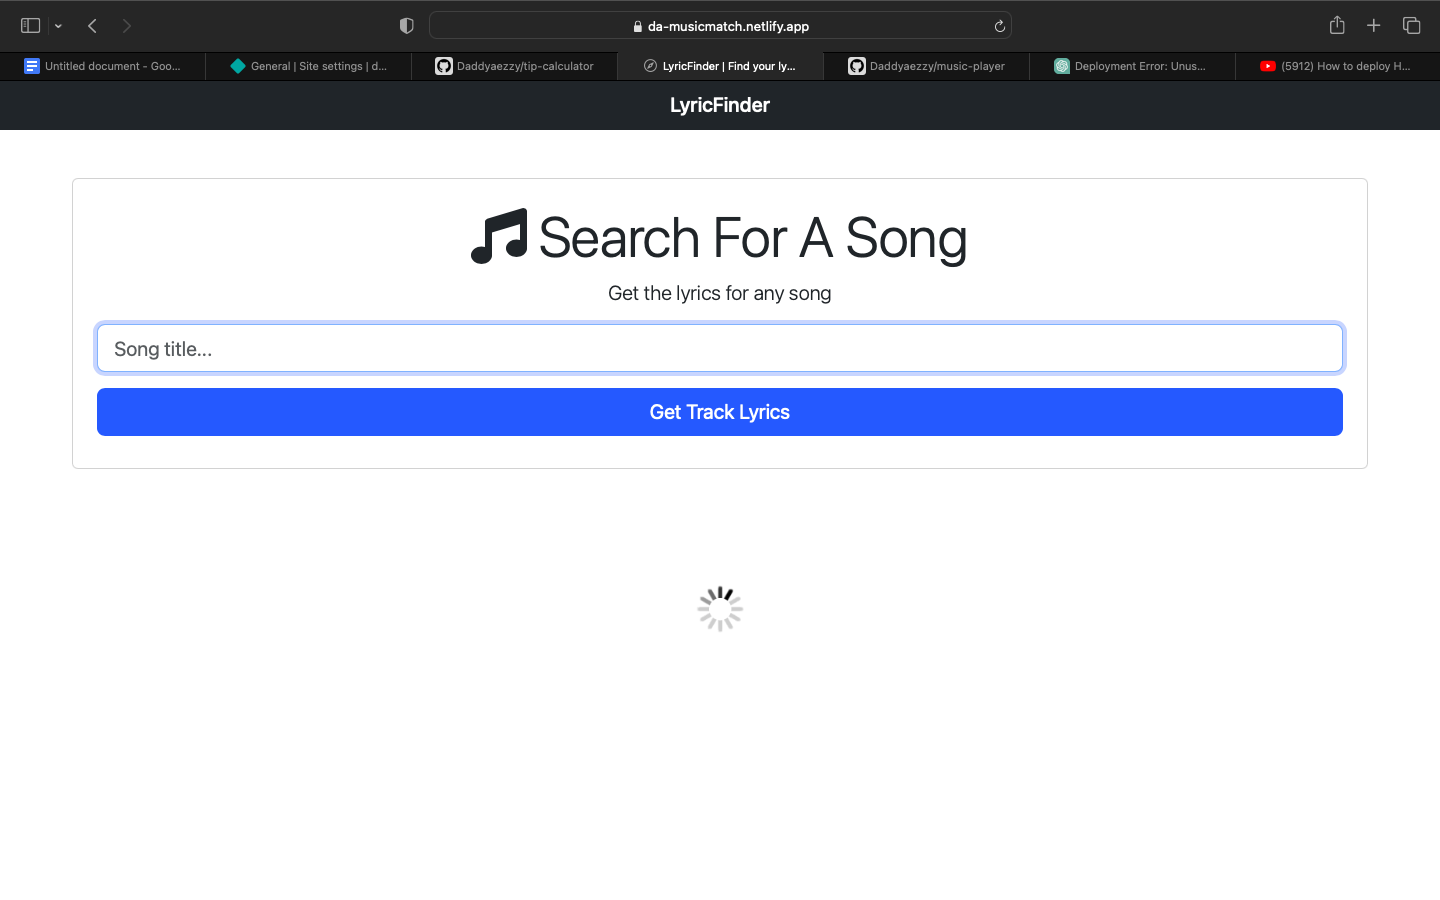 da-musicmatch.netlify.app
Untitled document - Goo...
General | Site settings | d...
Daddyaezzy/tip-calculator
LyricFinder | Find your ly...
Daddyaezzy/music-player
Deployment Error: Unus...
(5912) How to deploy H...
LyricFinder
Search For A Song
Get the lyrics for any song
Song title...
Get Track Lyrics